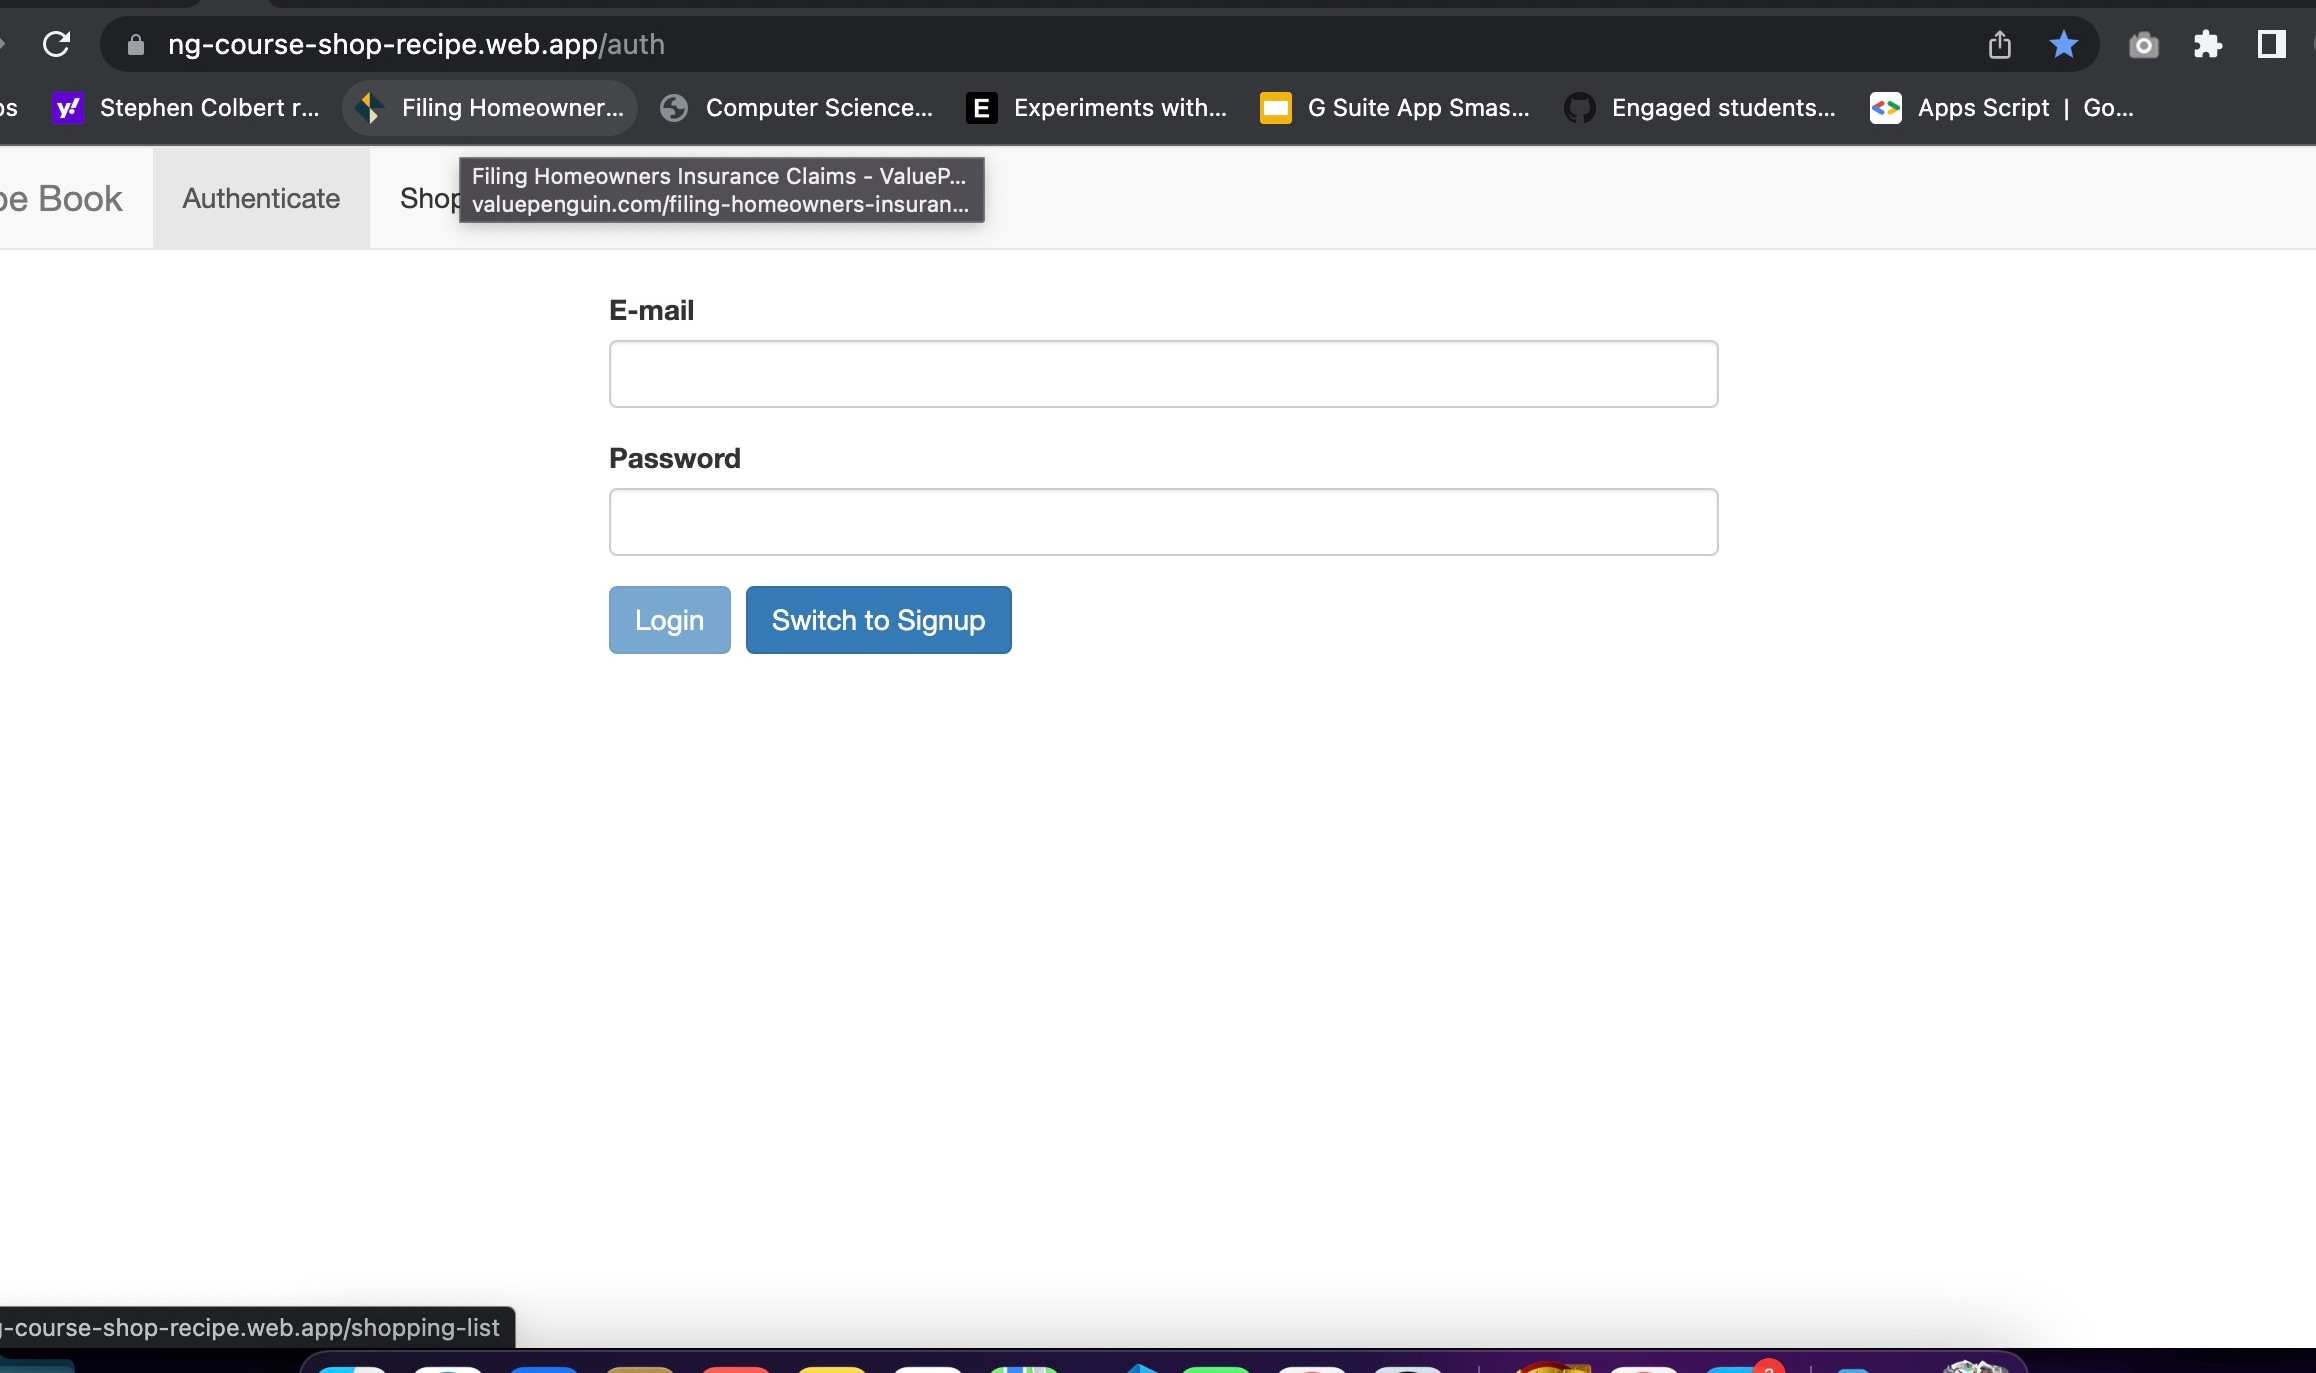 ng-course-shop-recipe.web.app/auth
Stephen Colbert r... Filing Homeowner... Computer Science... E Experiments with... G Suite App Smas... Engaged students... Apps Script | Go...
Book Authenticate Shop
Filing Homeowners Insurance Claims - ValueP...
valuepenguin.com/filing-homeowners-insuran...
E-mail
Password
Login Switch to Signup
-course-shop-recipe.web.app/shopping-list